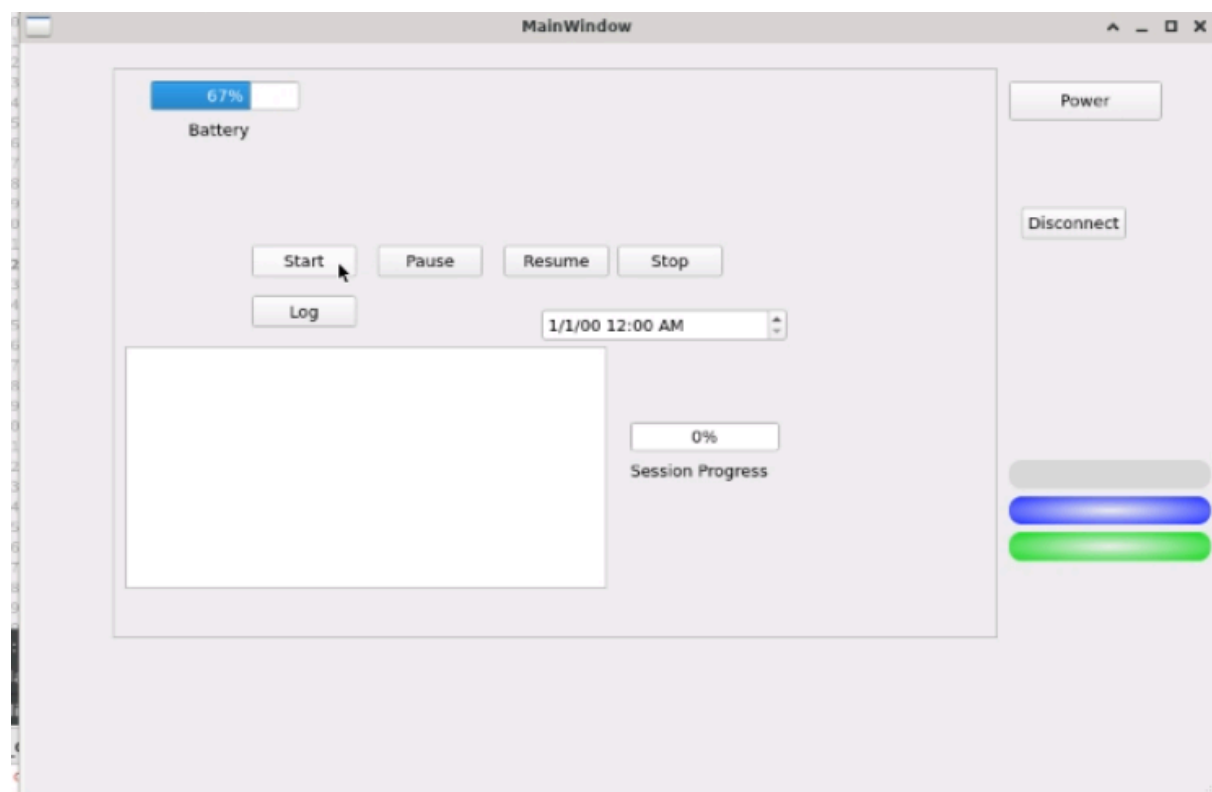 MainWindow
67%
Power
Battery
Disconnect
Start Pause Resume Stop
Log
1/1/00 12:00 AM
0%
Session Progress